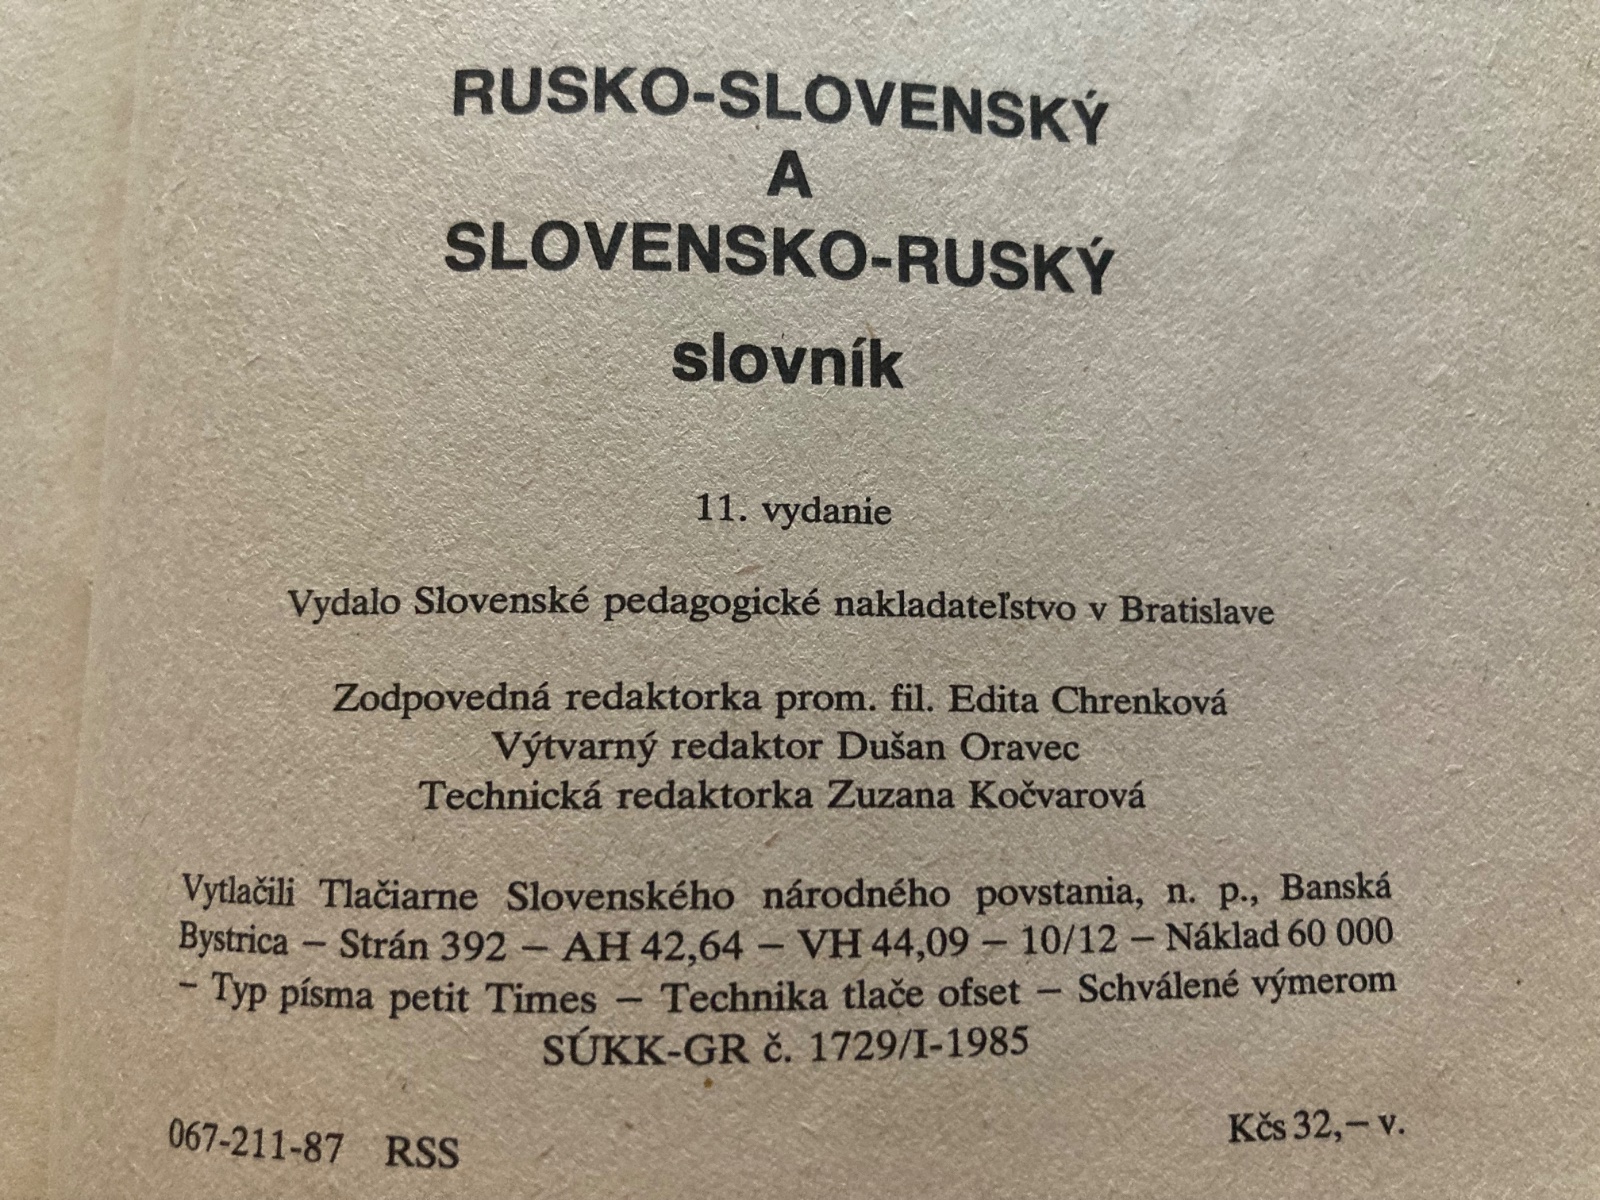 RUSKO-SLOVENSKÝ
A
SLOVENSKO-RUSKÝ
slovník
11. vydanie
Vydalo Slovenské pedagogické nakladateľstvo v Bratislave
Zodpovedná redaktorka prom. fil. Edita Chrenková
Výtvarný redaktor Dušan Oravec
Technická redaktorka Zuzana Kočvarová
Vytlačili Tlačiarne Slovenského národného povstania, n. p., Banská
Bystrica – Strán 392 – AH 42,64 – VH 44,09 – 10/12 – Náklad 60 000
– Typ písma petit Times – Technika tlače ofset – Schválené výmerom
SÚKK-GR č. 1729/I-1985
067-211-87 RSS
Kčs 32,– v.